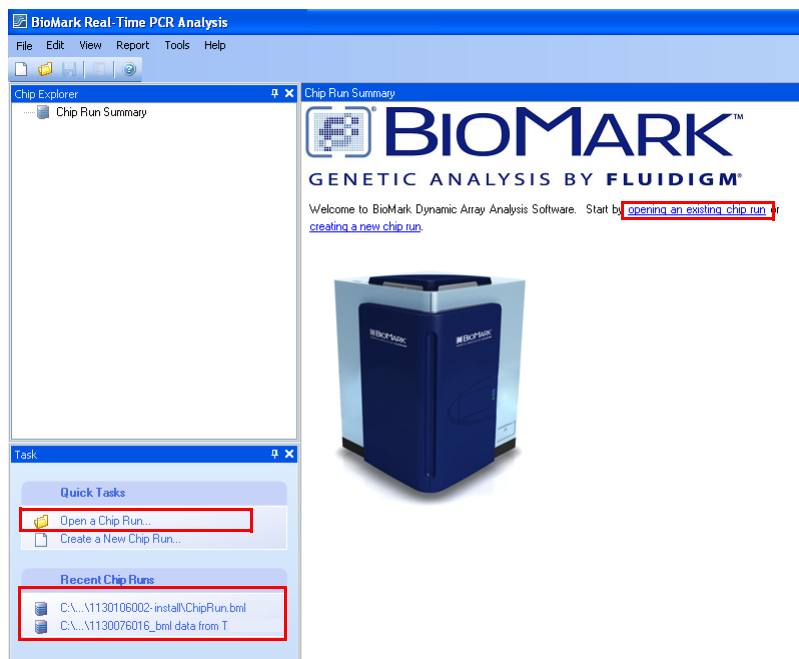 BioMark Real-Time PCR Analysis
File Edit View Report Tools Help
Chip Explorer
Chip Run Summary
Chip Run Summary
BIOMARK™
GENETIC ANALYSIS BY FLUIDIGM®
Welcome to BioMark Dynamic Array Analysis Software. Start by opening an existing chip run or
creating a new chip run.
BIOMARK
BIOMARK
Task
Quick Tasks
Open a Chip Run...
Create a New Chip Run...
Recent Chip Runs
C:\...\1130106002-install\ChipRun.bml
C:\...\1130076016_bml data from T